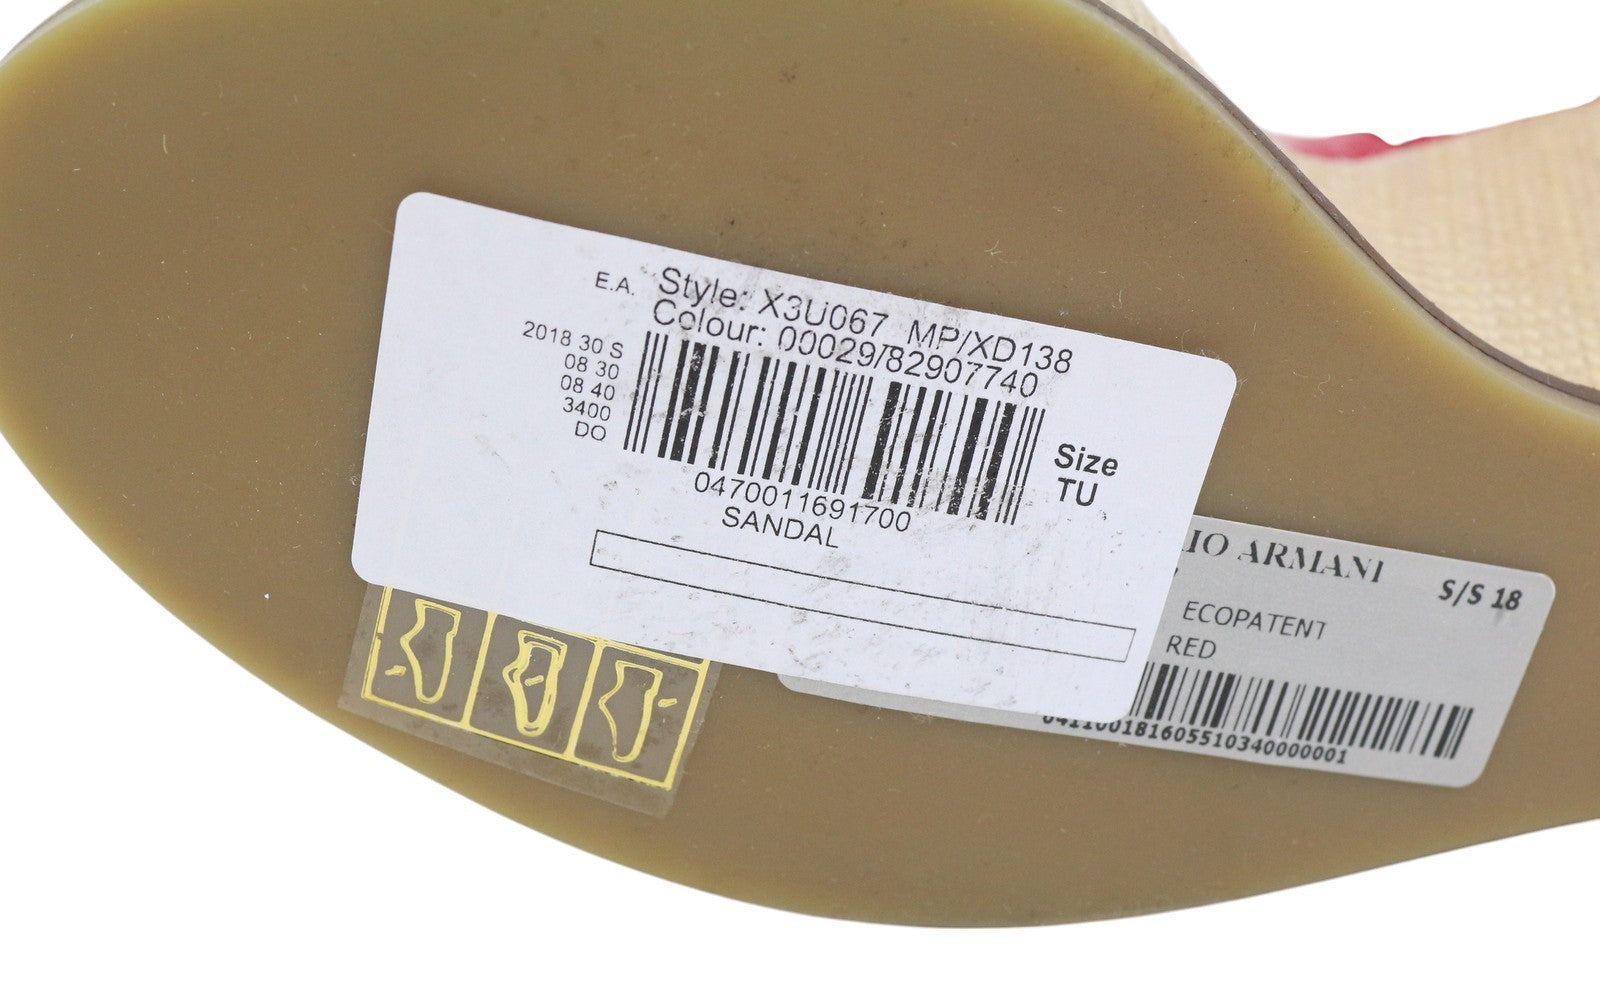 E.A. Style: X3U067 MP/XD138
Colour: 00029/82907740
2018 30 S
08 30
08 40
3400
DO
Size
TU
0470011691700
SANDAL
IO ARMANI
S/S 18
ECOPATENT
RED
041100181605510340000001